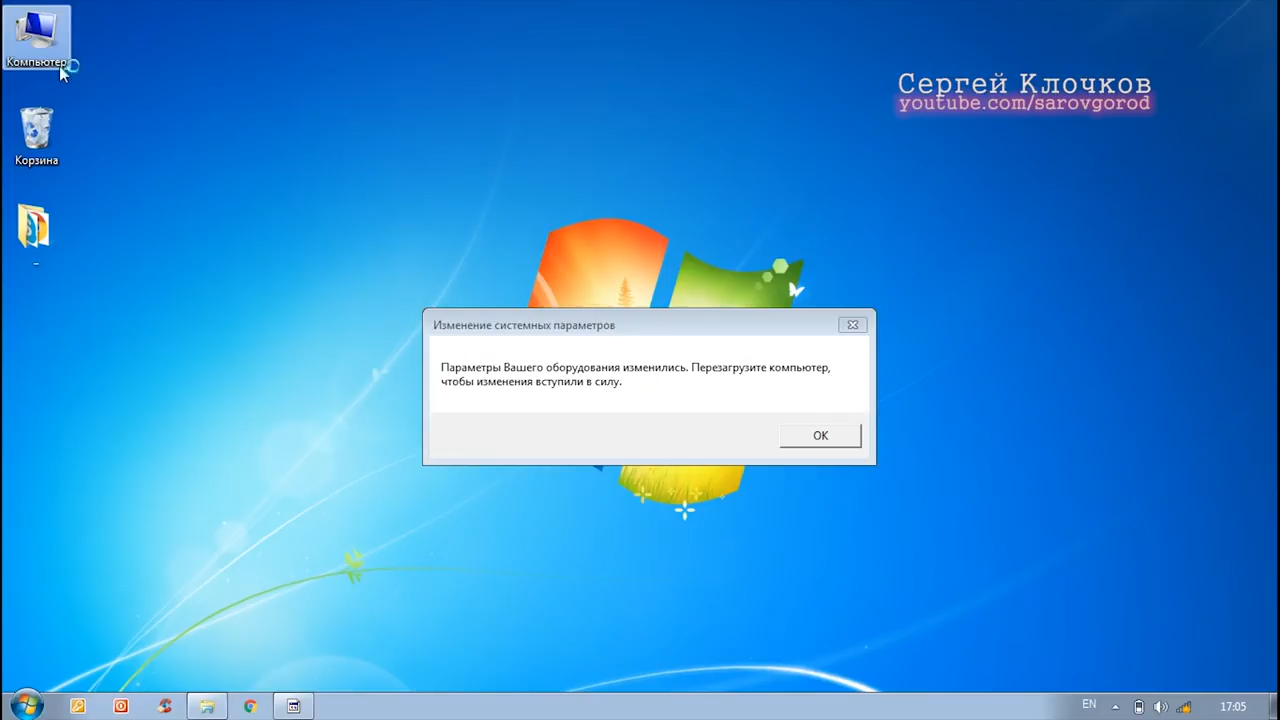 Компьютер
Корзина
Сергей Клочков
youtube.com/sarovgorod
Изменение системных параметров
Параметры Вашего оборудования изменились. Перезагрузите компьютер,
чтобы изменения вступили в силу.
OK
EN
17:05